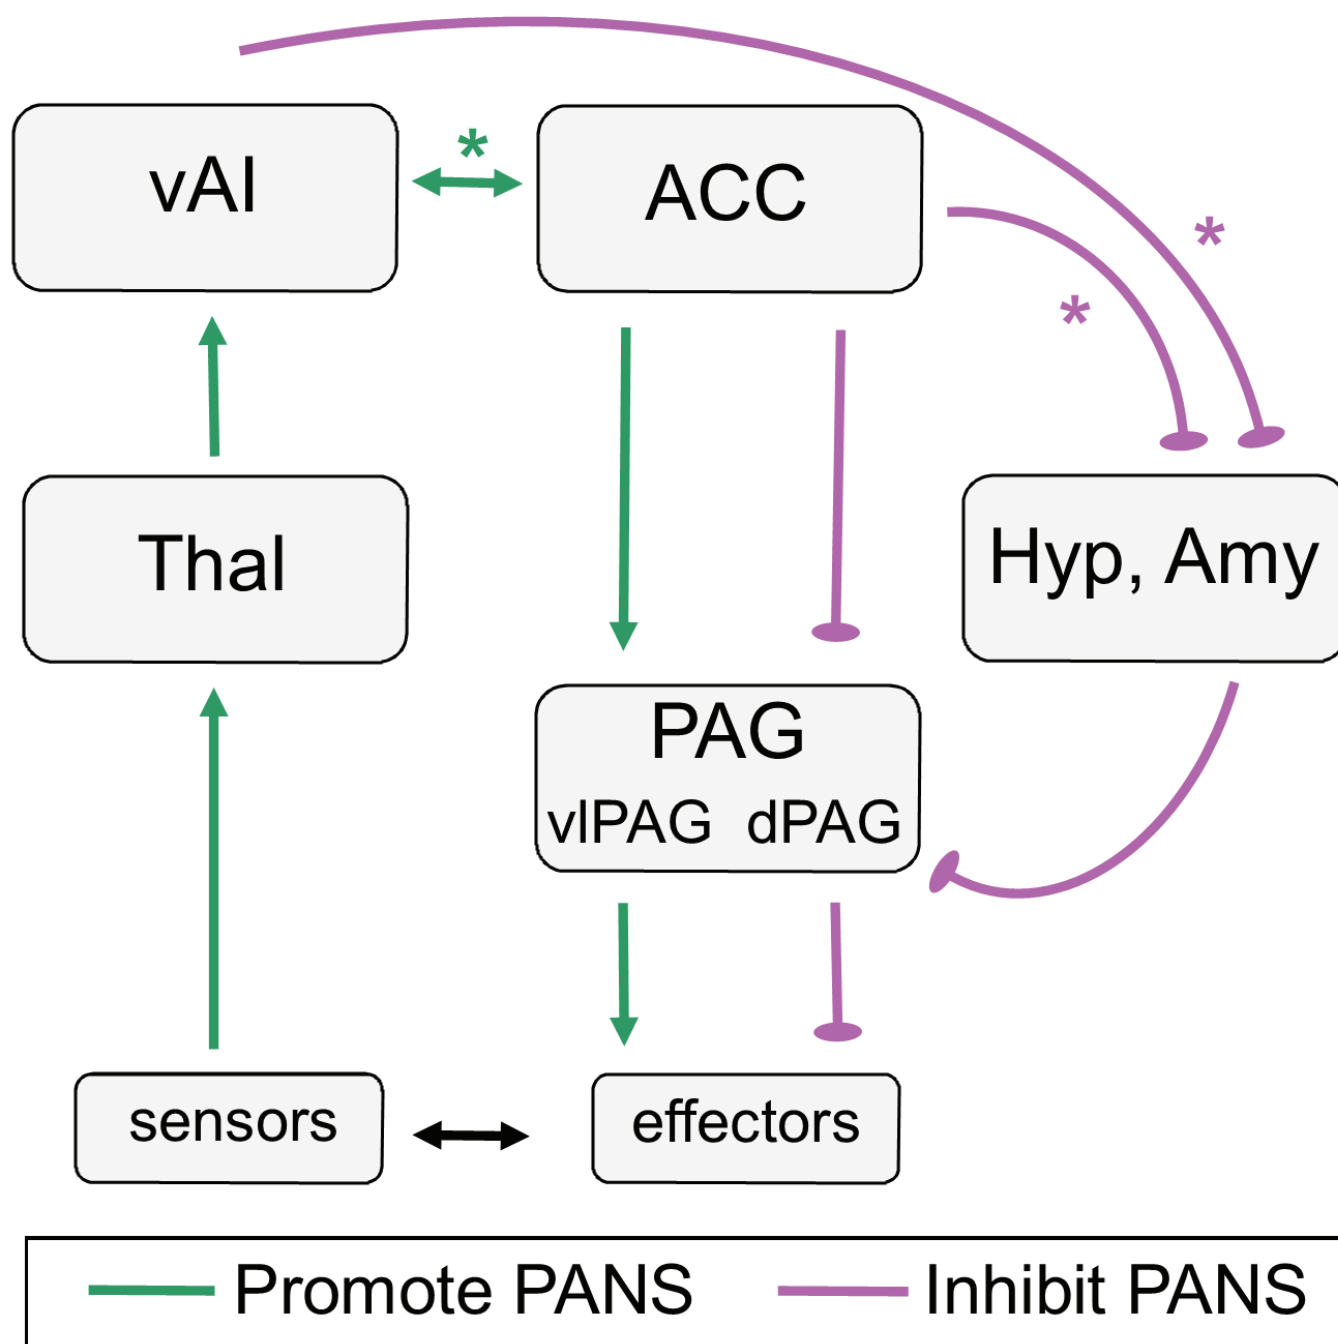 *
vAI
ACC
*
*
Thal
Hyp, Amy
PAG
vlPAG dPAG
sensors
effectors
Promote PANS
Inhibit PANS